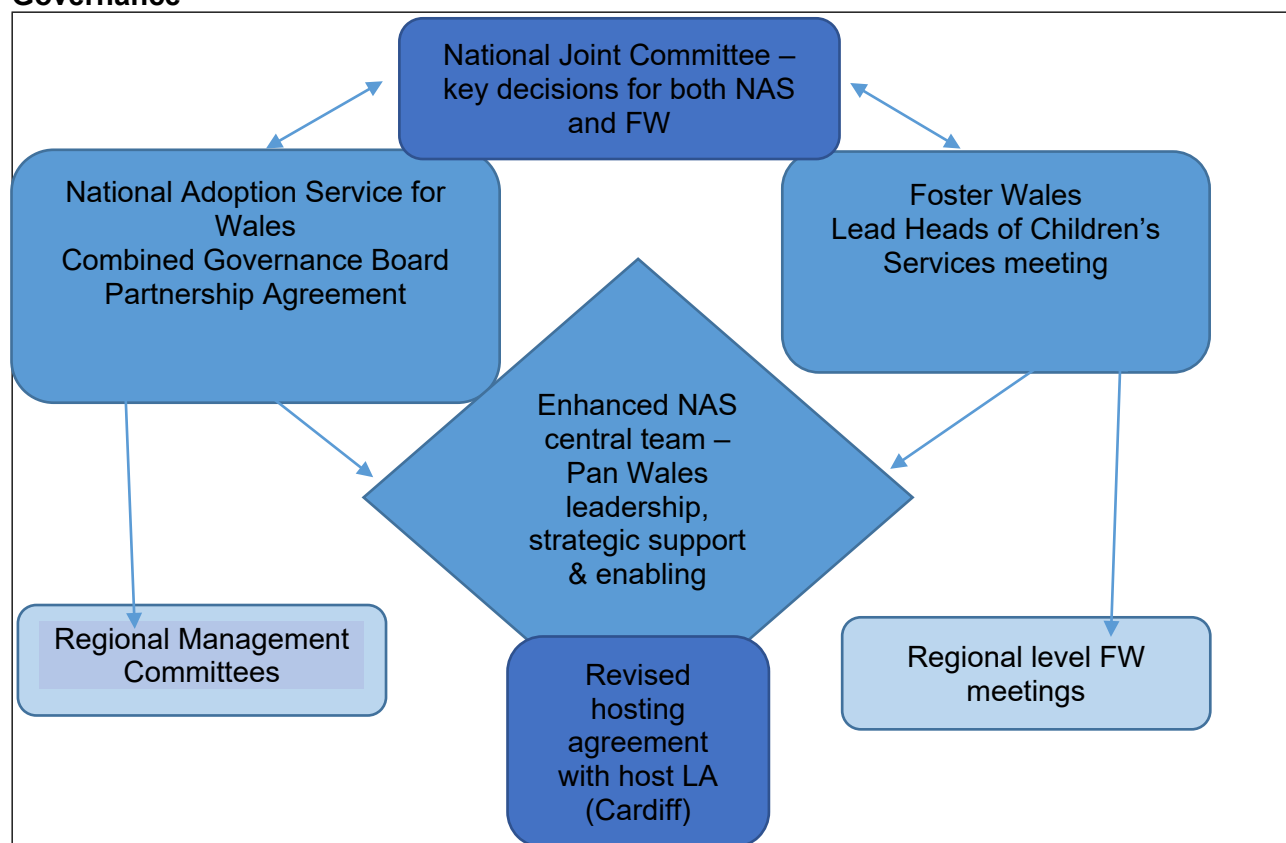 Governance
National Joint Committee –
key decisions for both NAS
and FW
National Adoption Service for
Wales
Combined Governance Board
Partnership Agreement
Foster Wales
Lead Heads of Children’s
Services meeting
Enhanced NAS
central team –
Pan Wales
leadership,
strategic support
& enabling
Regional Management
Committees
Regional level FW
meetings
Revised
hosting
agreement
with host LA
(Cardiff)